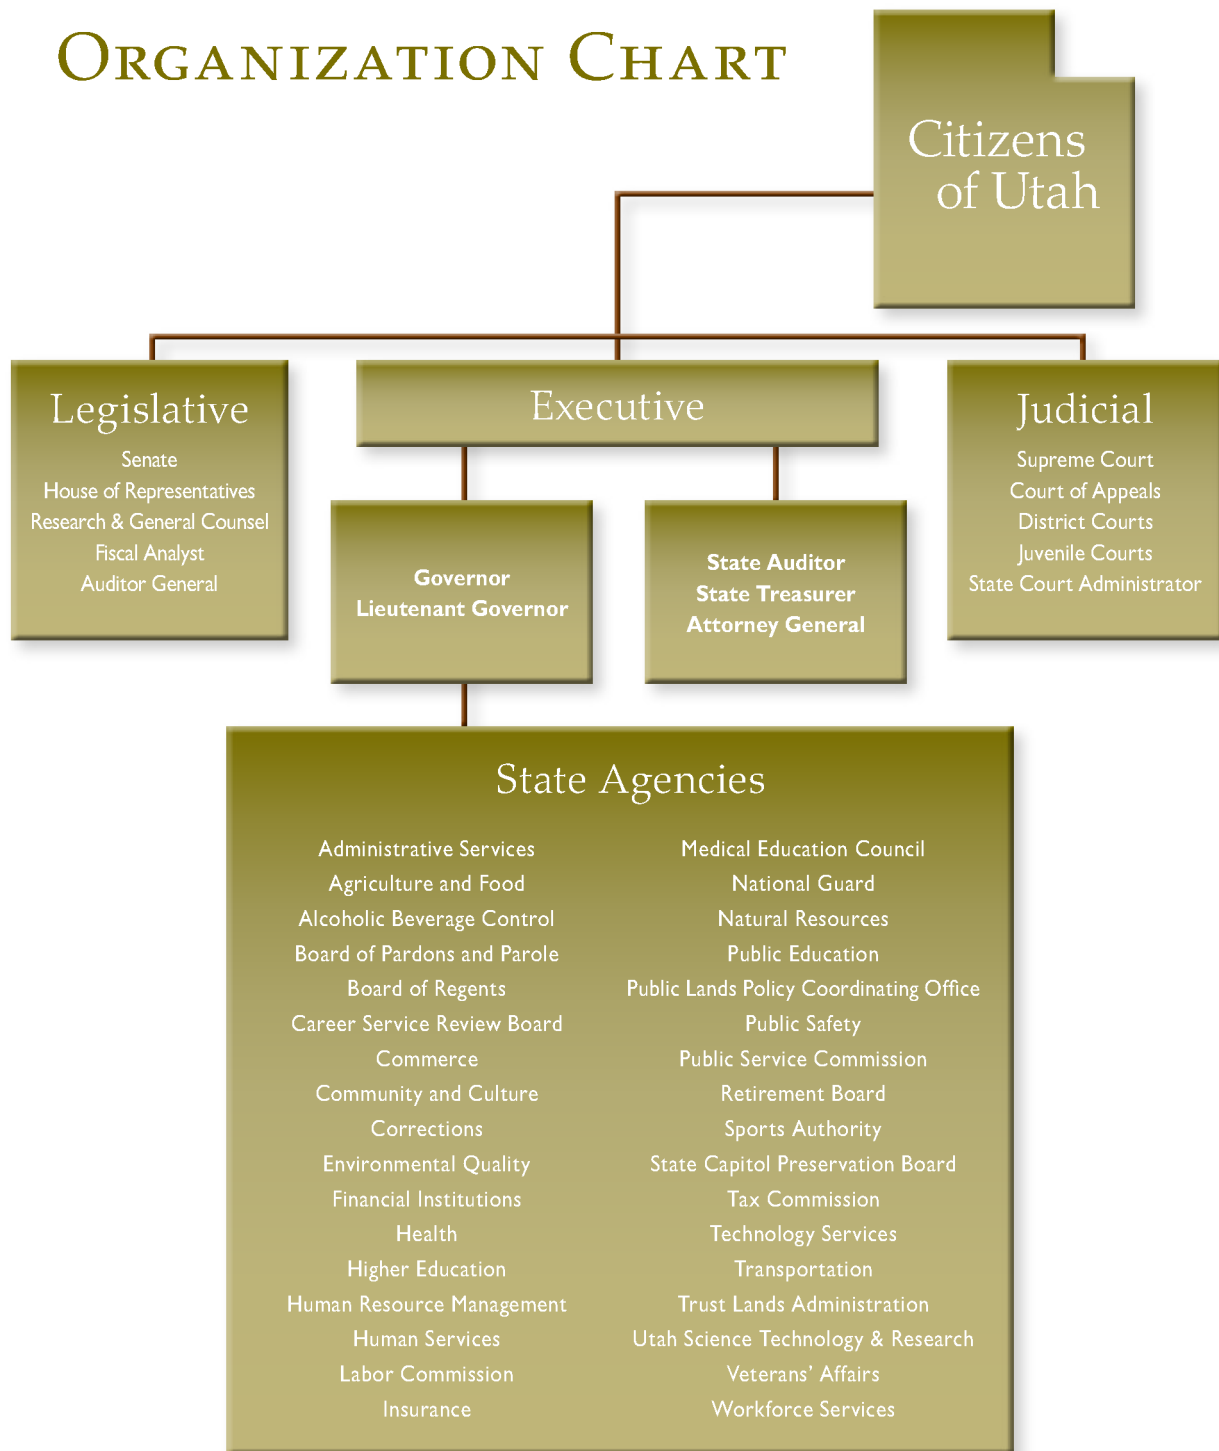 ORGANIZATION CHART
Citizens
of Utah
Legislative
Senate
House of Representatives
Research & General Counsel
Fiscal Analyst
Auditor General
Executive
Governor
Lieutenant Governor
State Auditor
State Treasurer
Attorney General
Judicial
Supreme Court
Court of Appeals
District Courts
Juvenile Courts
State Court Administrator
State Agencies
Administrative Services
Agriculture and Food
Alcoholic Beverage Control
Board of Pardons and Parole
Board of Regents
Career Service Review Board
Commerce
Community and Culture
Corrections
Environmental Quality
Financial Institutions
Health
Higher Education
Human Resource Management
Human Services
Labor Commission
Insurance
Medical Education Council
National Guard
Natural Resources
Public Education
Public Lands Policy Coordinating Office
Public Safety
Public Service Commission
Retirement Board
Sports Authority
State Capitol Preservation Board
Tax Commission
Technology Services
Transportation
Trust Lands Administration
Utah Science Technology & Research
Veterans’ Affairs
Workforce Services